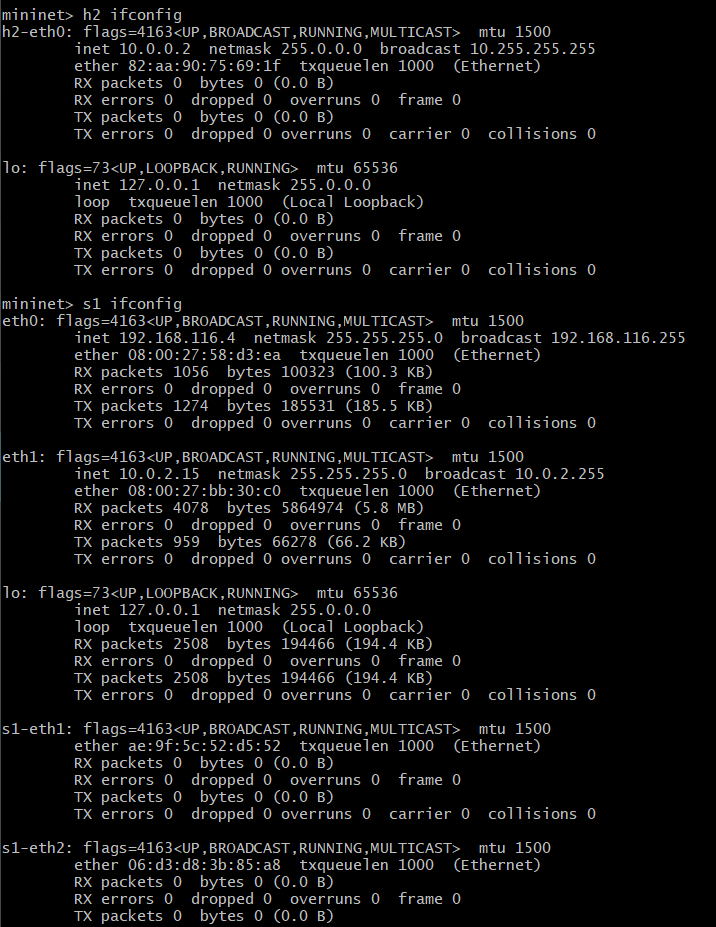 mininet> h2 ifconfig
h2-eth0: flags=4163<UP,BROADCAST,RUNNING,MULTICAST>  mtu 1500
        inet 10.0.0.2  netmask 255.0.0.0  broadcast 10.255.255.255
        ether 82:aa:90:75:69:1f  txqueuelen 1000  (Ethernet)
        RX packets 0  bytes 0 (0.0 B)
        RX errors 0  dropped 0  overruns 0  frame 0
        TX packets 0  bytes 0 (0.0 B)
        TX errors 0  dropped 0 overruns 0  carrier 0  collisions 0

lo: flags=73<UP,LOOPBACK,RUNNING>  mtu 65536
        inet 127.0.0.1  netmask 255.0.0.0
        loop  txqueuelen 1000  (Local Loopback)
        RX packets 0  bytes 0 (0.0 B)
        RX errors 0  dropped 0  overruns 0  frame 0
        TX packets 0  bytes 0 (0.0 B)
        TX errors 0  dropped 0 overruns 0  carrier 0  collisions 0

mininet> s1 ifconfig
eth0: flags=4163<UP,BROADCAST,RUNNING,MULTICAST>  mtu 1500
        inet 192.168.116.4  netmask 255.255.255.0  broadcast 192.168.116.255
        ether 08:00:27:58:d3:ea  txqueuelen 1000  (Ethernet)
        RX packets 1056  bytes 100323 (100.3 KB)
        RX errors 0  dropped 0  overruns 0  frame 0
        TX packets 1274  bytes 185531 (185.5 KB)
        TX errors 0  dropped 0 overruns 0  carrier 0  collisions 0

eth1: flags=4163<UP,BROADCAST,RUNNING,MULTICAST>  mtu 1500
        inet 10.0.2.15  netmask 255.255.255.0  broadcast 10.0.2.255
        ether 08:00:27:bb:30:c0  txqueuelen 1000  (Ethernet)
        RX packets 4078  bytes 5864974 (5.8 MB)
        RX errors 0  dropped 0  overruns 0  frame 0
        TX packets 959  bytes 66278 (66.2 KB)
        TX errors 0  dropped 0 overruns 0  carrier 0  collisions 0

lo: flags=73<UP,LOOPBACK,RUNNING>  mtu 65536
        inet 127.0.0.1  netmask 255.0.0.0
        loop  txqueuelen 1000  (Local Loopback)
        RX packets 2508  bytes 194466 (194.4 KB)
        RX errors 0  dropped 0  overruns 0  frame 0
        TX packets 2508  bytes 194466 (194.4 KB)
        TX errors 0  dropped 0 overruns 0  carrier 0  collisions 0

s1-eth1: flags=4163<UP,BROADCAST,RUNNING,MULTICAST>  mtu 1500
        ether ae:9f:5c:52:d5:52  txqueuelen 1000  (Ethernet)
        RX packets 0  bytes 0 (0.0 B)
        RX errors 0  dropped 0  overruns 0  frame 0
        TX packets 0  bytes 0 (0.0 B)
        TX errors 0  dropped 0 overruns 0  carrier 0  collisions 0

s1-eth2: flags=4163<UP,BROADCAST,RUNNING,MULTICAST>  mtu 1500
        ether 06:d3:d8:3b:85:a8  txqueuelen 1000  (Ethernet)
        RX packets 0  bytes 0 (0.0 B)
        RX errors 0  dropped 0  overruns 0  frame 0
        TX packets 0  bytes 0 (0.0 B)